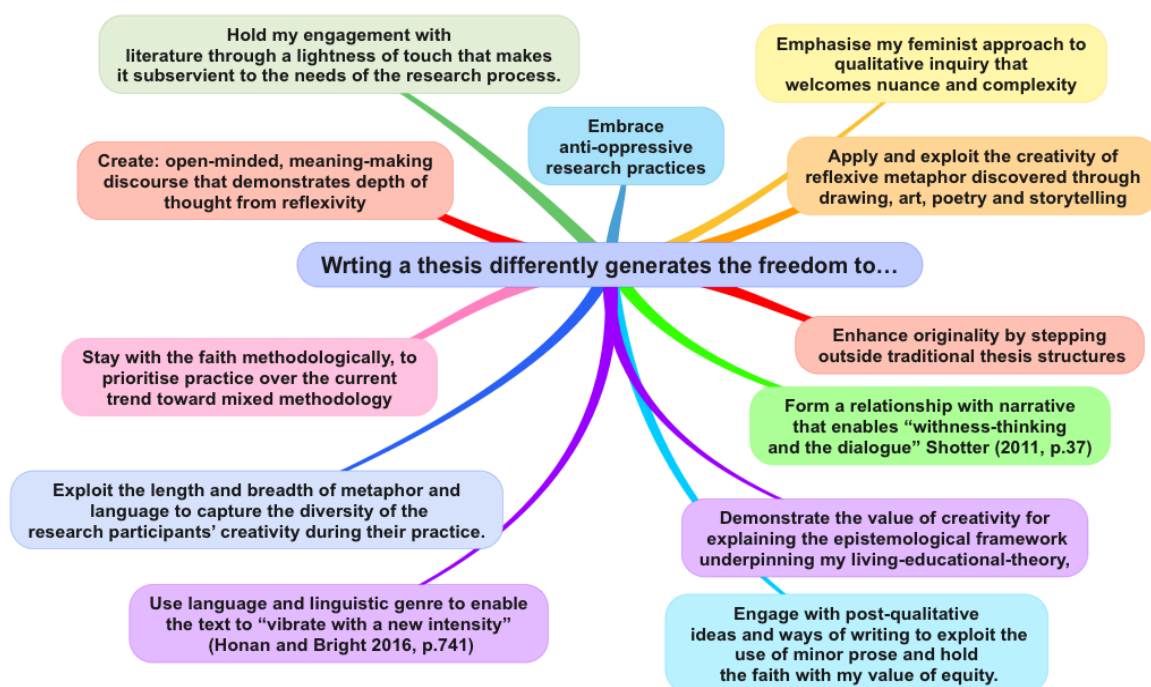 Hold my engagement with
literature through a lightness of touch that makes
it subservient to the needs of the research process.
Emphasise my feminist approach to
qualitative inquiry that
welcomes nuance and complexity
Embrace
anti-oppressive
research practices
Create: open-minded, meaning-making
discourse that demonstrates depth of
thought from reflexivity
Apply and exploit the creativity of
reflexive metaphor discovered through
drawing, art, poetry and storytelling
Wrting a thesis differently generates the freedom to…
Stay with the faith methodologically, to
prioritise practice over the current
trend toward mixed methodology
Enhance originality by stepping
outside traditional thesis structures
Form a relationship with narrative
that enables “withness-thinking
and the dialogue” Shotter (2011, p.37)
Exploit the length and breadth of metaphor and
language to capture the diversity of the
research participants’ creativity during their practice.
Demonstrate the value of creativity for
explaining the epistemological framework
underpinning my living-educational-theory,
Use language and linguistic genre to enable
the text to “vibrate with a new intensity”
(Honan and Bright 2016, p.741)
Engage with post-qualitative
ideas and ways of writing to exploit the
use of minor prose and hold
the faith with my value of equity.